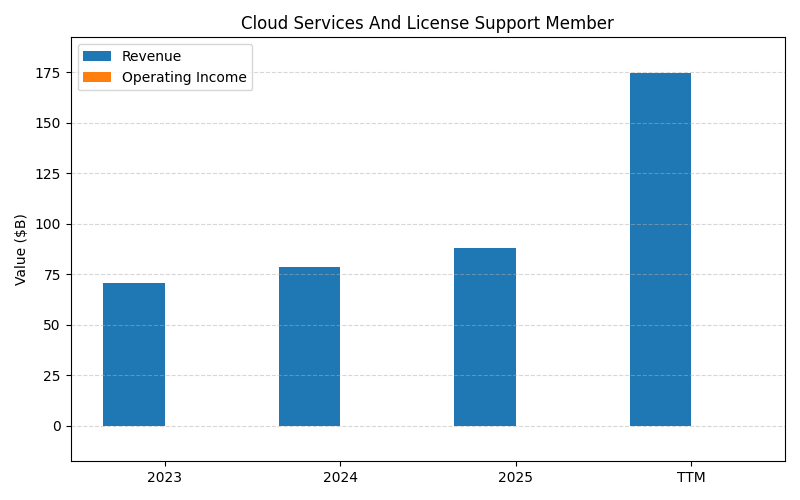 Cloud Services And License Support Member
Revenue
Operating Income
Value ($B)
175
150
125
100
75
50
25
0
2023 2024 2025 TTM